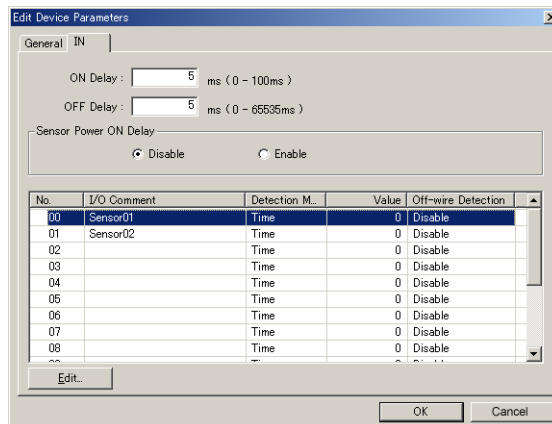 Edit Device Parameters
General IN
ON Delay : 5 ms ( 0 - 100ms )
OFF Delay : 5 ms ( 0 - 65535ms )
Sensor Power ON Delay
Disable Enable
No. I/O Comment Detection M... Value Off-wire Detection
00 Sensor01 Time 0 Disable
01 Sensor02 Time 0 Disable
02 Time 0 Disable
03 Time 0 Disable
04 Time 0 Disable
05 Time 0 Disable
06 Time 0 Disable
07 Time 0 Disable
08 Time 0 Disable
Edit...
OK Cancel